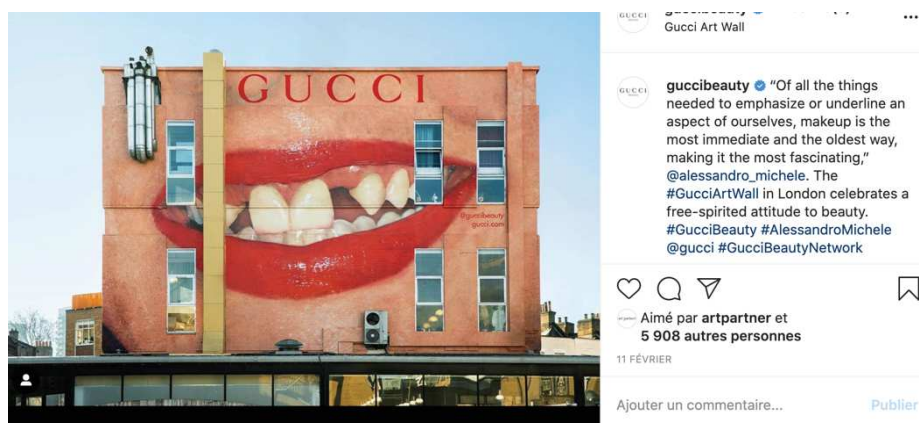 GUCCI
@guccibeauty
gucci.com
GUCCI
Gucci Art Wall
GUCCI
guccibeauty "Of all the things
needed to emphasize or underline an
aspect of ourselves, makeup is the
most immediate and the oldest way,
making it the most fascinating,"
@alessandro_michele. The
#GucciArtWall in London celebrates a
free-spirited attitude to beauty.
#GucciBeauty #AlessandroMichele
@gucci #GucciBeautyNetwork
Aimé par artpartner et
5 908 autres personnes
11 FÉVRIER
Ajouter un commentaire...
Publier